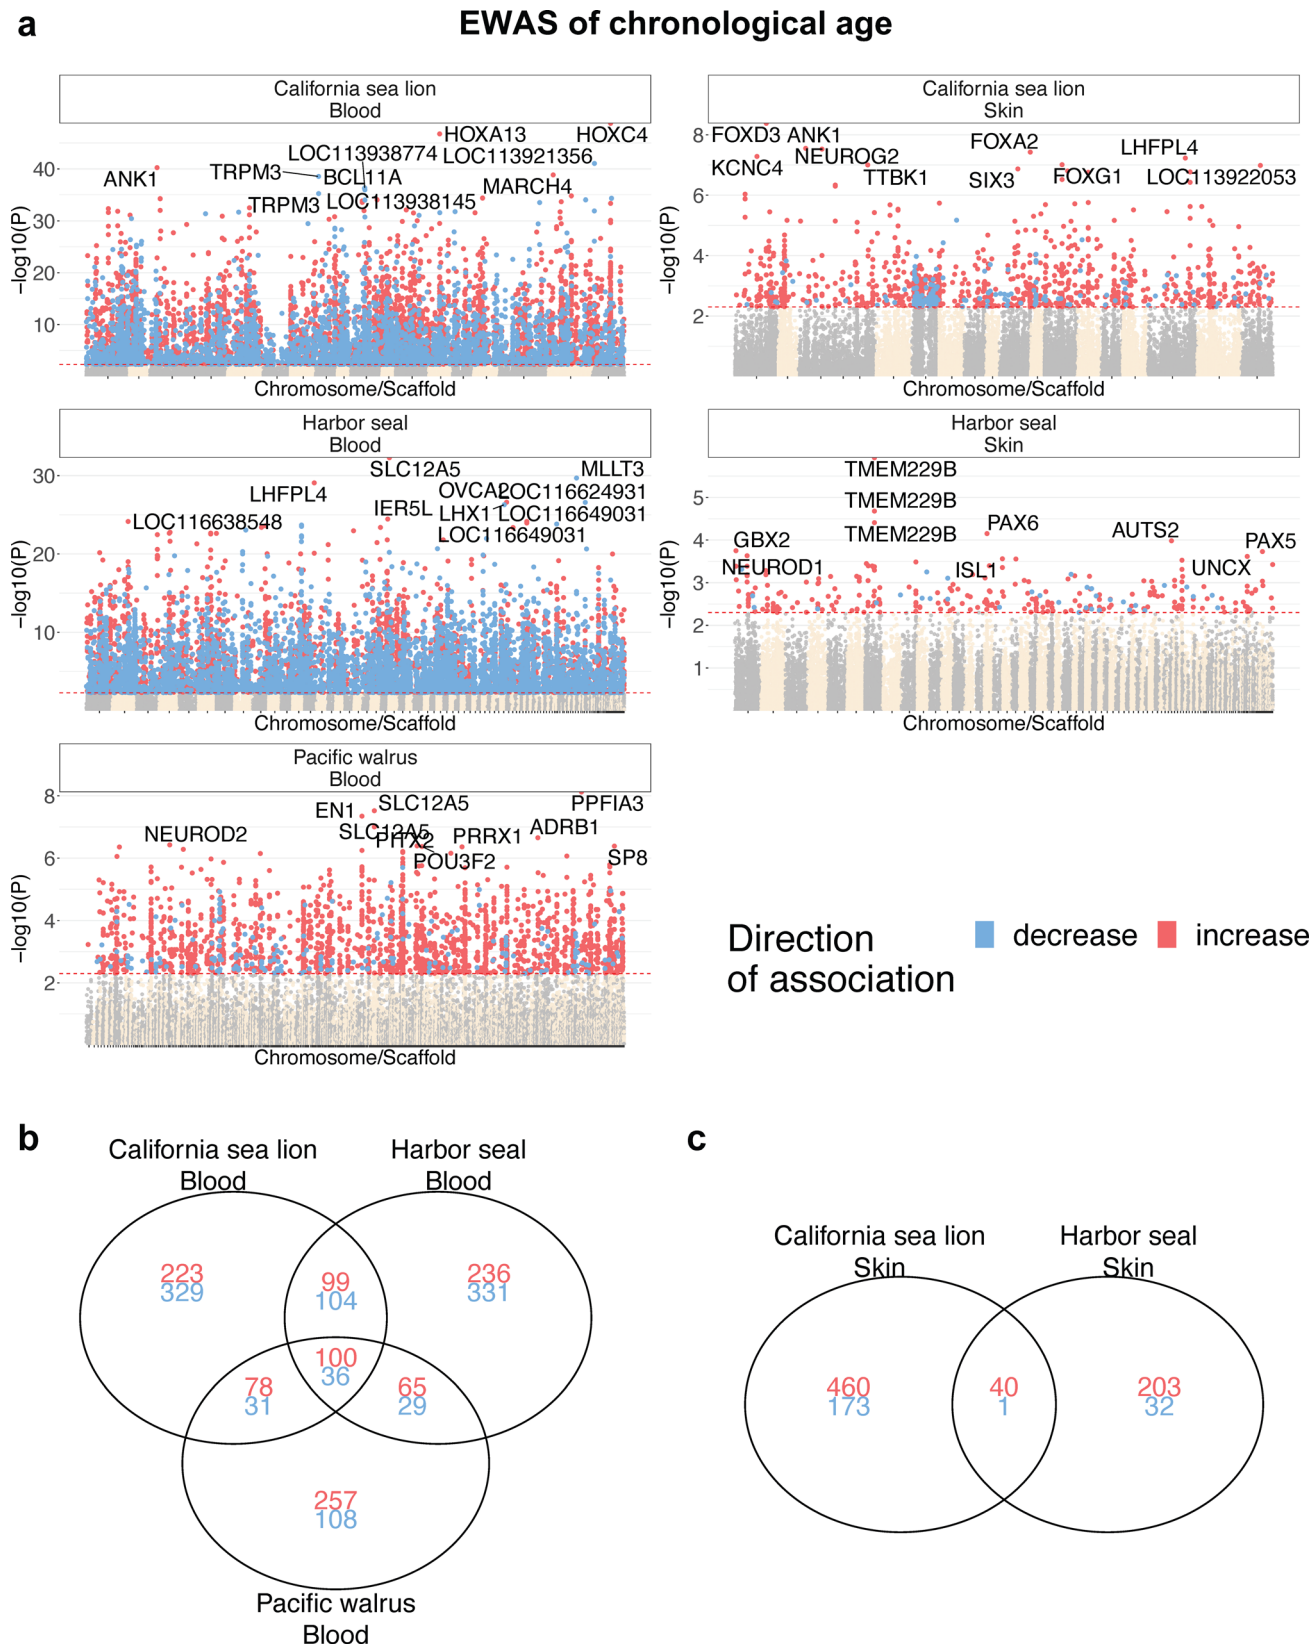 a
EWAS of chronological age
California sea lion
Blood
HOXA13
HOXC4
LOC113938774
LOC113921356
TRPM3
BCL11A
ANK1
MARCH4
TRPM3
LOC113938145
40
30
20
10
−log10(P)
Chromosome/Scaffold
California sea lion
Skin
FOXD3
ANK1
FOXA2
LHFPL4
KCNC4
NEUROG2
TTBK1
SIX3
FOXG1
LOC113922053
8
6
4
2
−log10(P)
Chromosome/Scaffold
Harbor seal
Blood
SLC12A5
MLLT3
LHFPL4
OVCA2
LOC116624931
IER5L
LHX1
LOC116649031
LOC116638548
LOC116649031
30
20
10
−log10(P)
Chromosome/Scaffold
Harbor seal
Skin
TMEM229B
TMEM229B
TMEM229B
PAX6
AUTS2
GBX2
PAX5
NEUROD1
ISL1
UNCX
5
4
3
2
1
−log10(P)
Chromosome/Scaffold
Pacific walrus
Blood
EN1
SLC12A5
PPFIA3
NEUROD2
SLC12A5
PITX2
PRRX1
ADRB1
POU3F2
SP8
8
6
4
2
−log10(P)
Chromosome/Scaffold
Direction
of association
decrease
increase
b
California sea lion
Blood
Harbor seal
Blood
223
329
99
104
236
331
100
36
78
31
65
29
257
108
Pacific walrus
Blood
c
California sea lion
Skin
Harbor seal
Skin
460
173
40
1
203
32